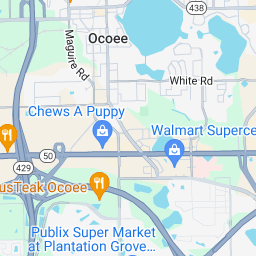 438
Ocoee
Maguire Rd
White Rd
Chews A Puppy
Walmart Superce
50
429
usTeak Ocoee
Publix Super Market
at Plantation Grove...